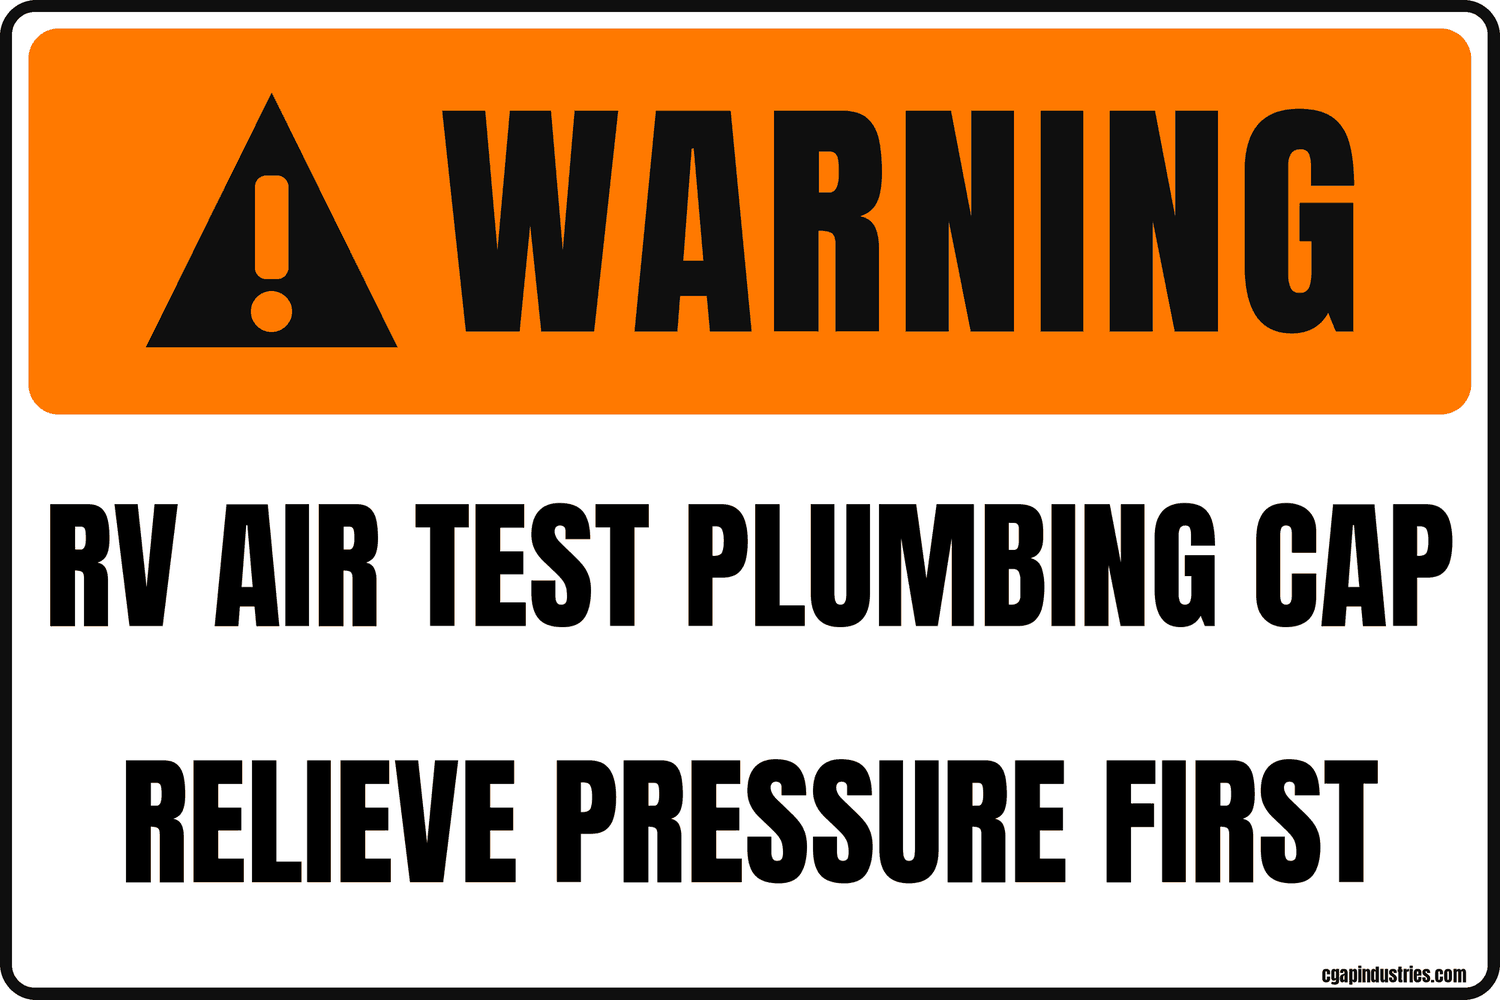 WARNING
RV AIR TEST PLUMBING CAP
RELIEVE PRESSURE FIRST
cgapindustries.com